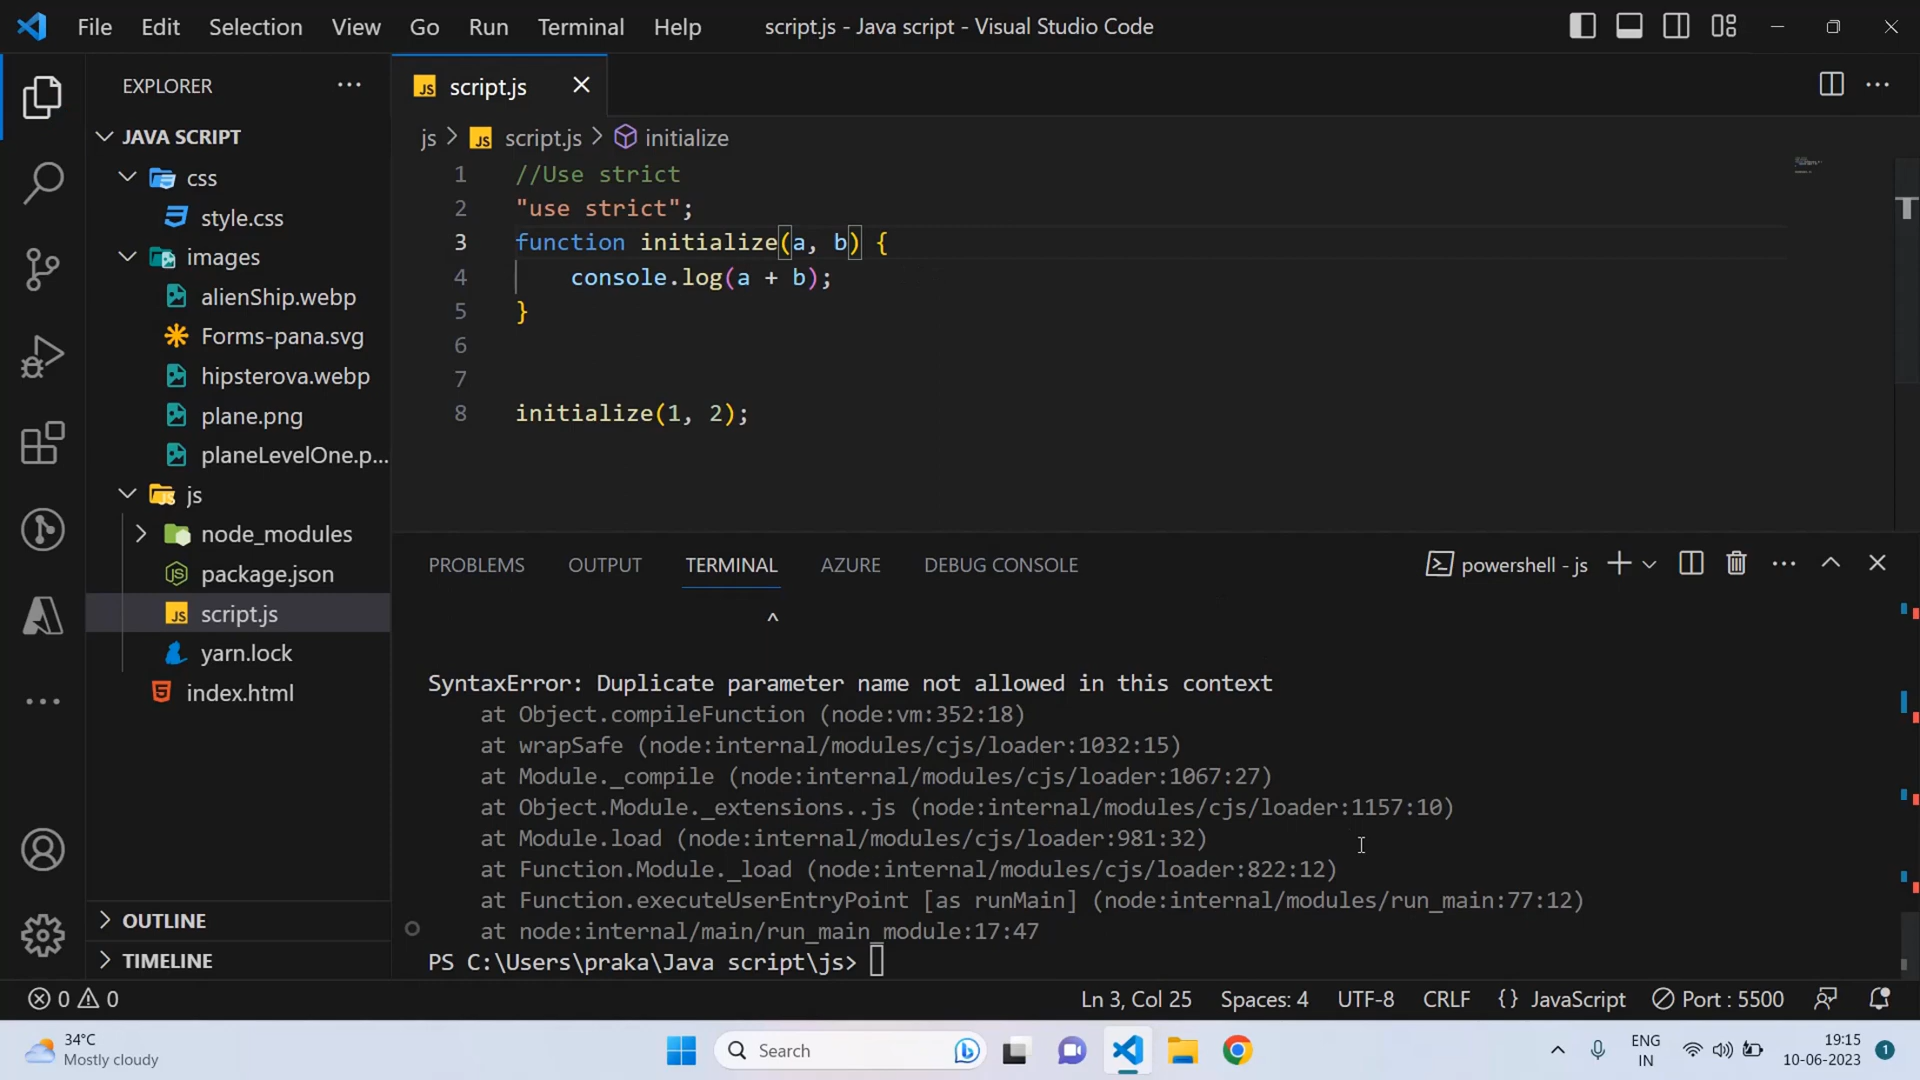 File Edit Selection View Go Run Terminal Help
script.js - Java script - Visual Studio Code
EXPLORER
JAVA SCRIPT
css
style.css
images
alienShip.webp
Forms-pana.svg
hipsterova.webp
plane.png
planeLevelOne.p...
js
node_modules
package.json
JS script.js
yarn.lock
index.html
OUTLINE
TIMELINE
JS script.js
js > JS script.js > initialize
1 //Use strict
2 "use strict";
3 function initialize(a, b) {
4 console.log(a + b);
5 }
6
7
8 initialize(1, 2);
PROBLEMS OUTPUT TERMINAL AZURE DEBUG CONSOLE
powershell - js
^
SyntaxError: Duplicate parameter name not allowed in this context
at Object.compileFunction (node:vm:352:18)
at wrapSafe (node:internal/modules/cjs/loader:1032:15)
at Module._compile (node:internal/modules/cjs/loader:1067:27)
at Object.Module._extensions..js (node:internal/modules/cjs/loader:1157:10)
at Module.load (node:internal/modules/cjs/loader:981:32)
at Function.Module._load (node:internal/modules/cjs/loader:822:12)
at Function.executeUserEntryPoint [as runMain] (node:internal/modules/run_main:77:12)
at node:internal/main/run_main_module:17:47
PS C:\Users\praka\Java script\js>
0 0 Ln 3, Col 25 Spaces: 4 UTF-8 CRLF {} JavaScript Port : 5500
34°C
Mostly cloudy
Search
ENG
IN
19:15
10-06-2023
1